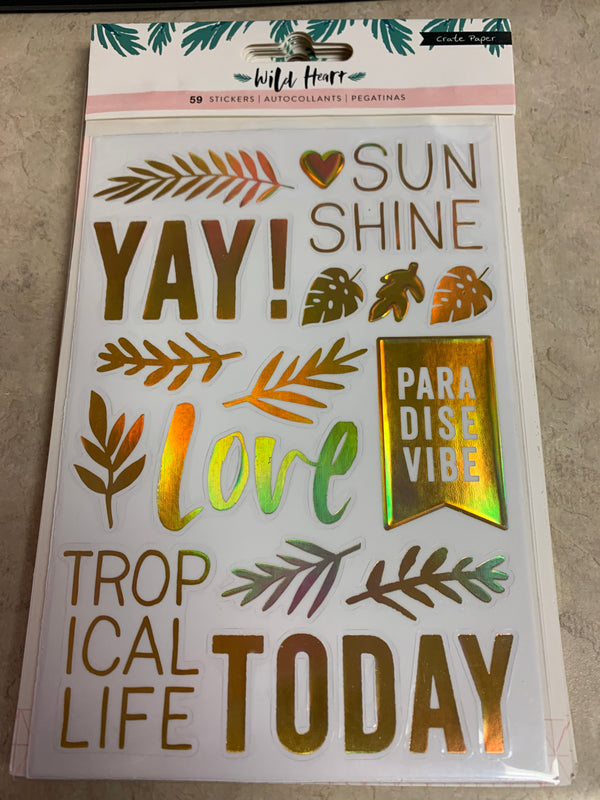 crate Paper
Wild Heart
59 STICKERS | AUTOCOLLANTS | PEGATINAS
SUN
SHINE
YAY!
PARA
DISE
VIBE
Love
TROP
ICAL
LIFE
TODAY